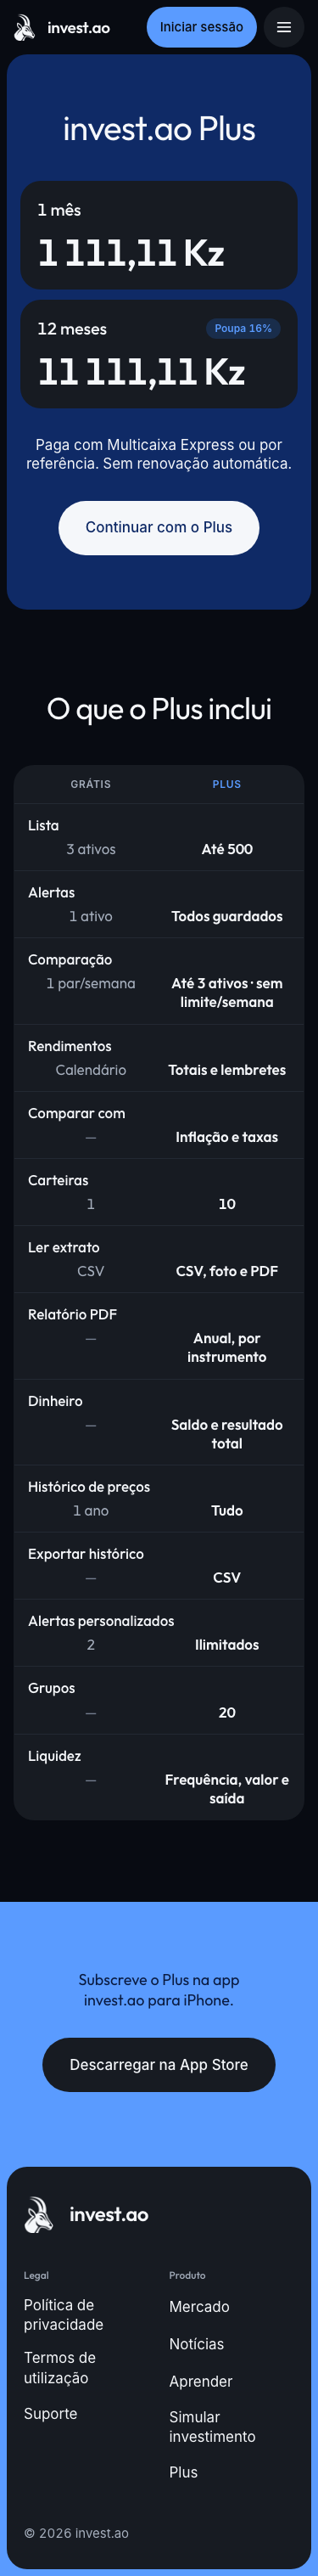 invest.ao
Iniciar sessão
invest.ao Plus
1 mês
1 111,11 Kz
12 meses
Poupa 16%
11 111,11 Kz
Paga com Multicaixa Express ou por
referência. Sem renovação automática.
Continuar com o Plus
O que o Plus inclui
GRÁTIS
PLUS
Lista
3 ativos
Até 500
Alertas
1 ativo
Todos guardados
Comparação
1 par/semana
Até 3 ativos · sem
limite/semana
Rendimentos
Calendário
Totais e lembretes
Comparar com
—
Inflação e taxas
Carteiras
1
10
Ler extrato
CSV
CSV, foto e PDF
Relatório PDF
—
Anual, por
instrumento
Dinheiro
—
Saldo e resultado
total
Histórico de preços
1 ano
Tudo
Exportar histórico
—
CSV
Alertas personalizados
2
Ilimitados
Grupos
—
20
Liquidez
—
Frequência, valor e
saída
Subscreve o Plus na app
invest.ao para iPhone.
Descarregar na App Store
invest.ao
Legal
Política de
privacidade
Termos de
utilização
Suporte
Produto
Mercado
Notícias
Aprender
Simular
investimento
Plus
© 2026 invest.ao